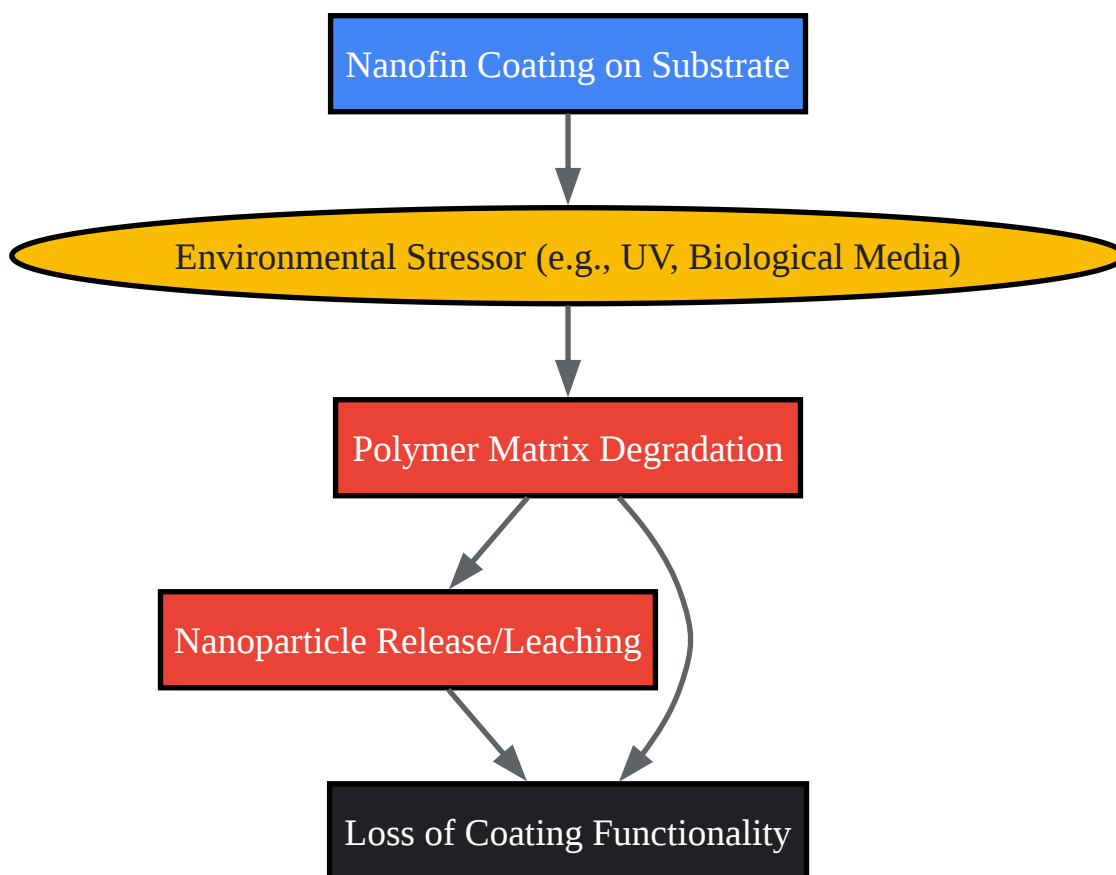 Nanofin Coating on Substrate
Environmental Stressor (e.g., UV, Biological Media)
Polymer Matrix Degradation
Nanoparticle Release/Leaching
Loss of Coating Functionality